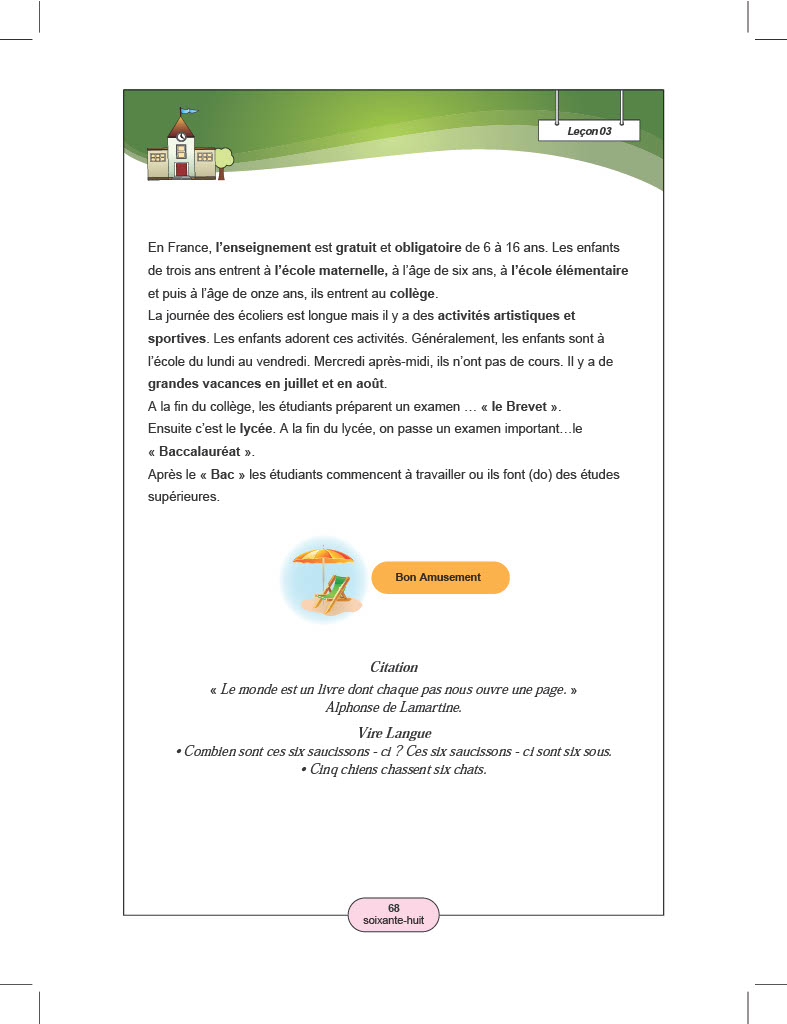 Leçon 03
En France, l’enseignement est gratuit et obligatoire de 6 à 16 ans. Les enfants
de trois ans entrent à l’école maternelle, à l’âge de six ans, à l’école élémentaire
et puis à l’âge de onze ans, ils entrent au collège.
La journée des écoliers est longue mais il y a des activités artistiques et
sportives. Les enfants adorent ces activités. Généralement, les enfants sont à
l’école du lundi au vendredi. Mercredi après-midi, ils n’ont pas de cours. Il y a de
grandes vacances en juillet et en août.
A la fin du collège, les étudiants préparent un examen … « le Brevet ».
Ensuite c’est le lycée. A la fin du lycée, on passe un examen important…le
« Baccalauréat ».
Après le « Bac » les étudiants commencent à travailler ou ils font (do) des études
supérieures.
Bon Amusement
Citation
« Le monde est un livre dont chaque pas nous ouvre une page. »
Alphonse de Lamartine.
Vire Langue
• Combien sont ces six saucissons - ci ? Ces six saucissons - ci sont six sous.
• Cinq chiens chassent six chats.
68
soixante-huit